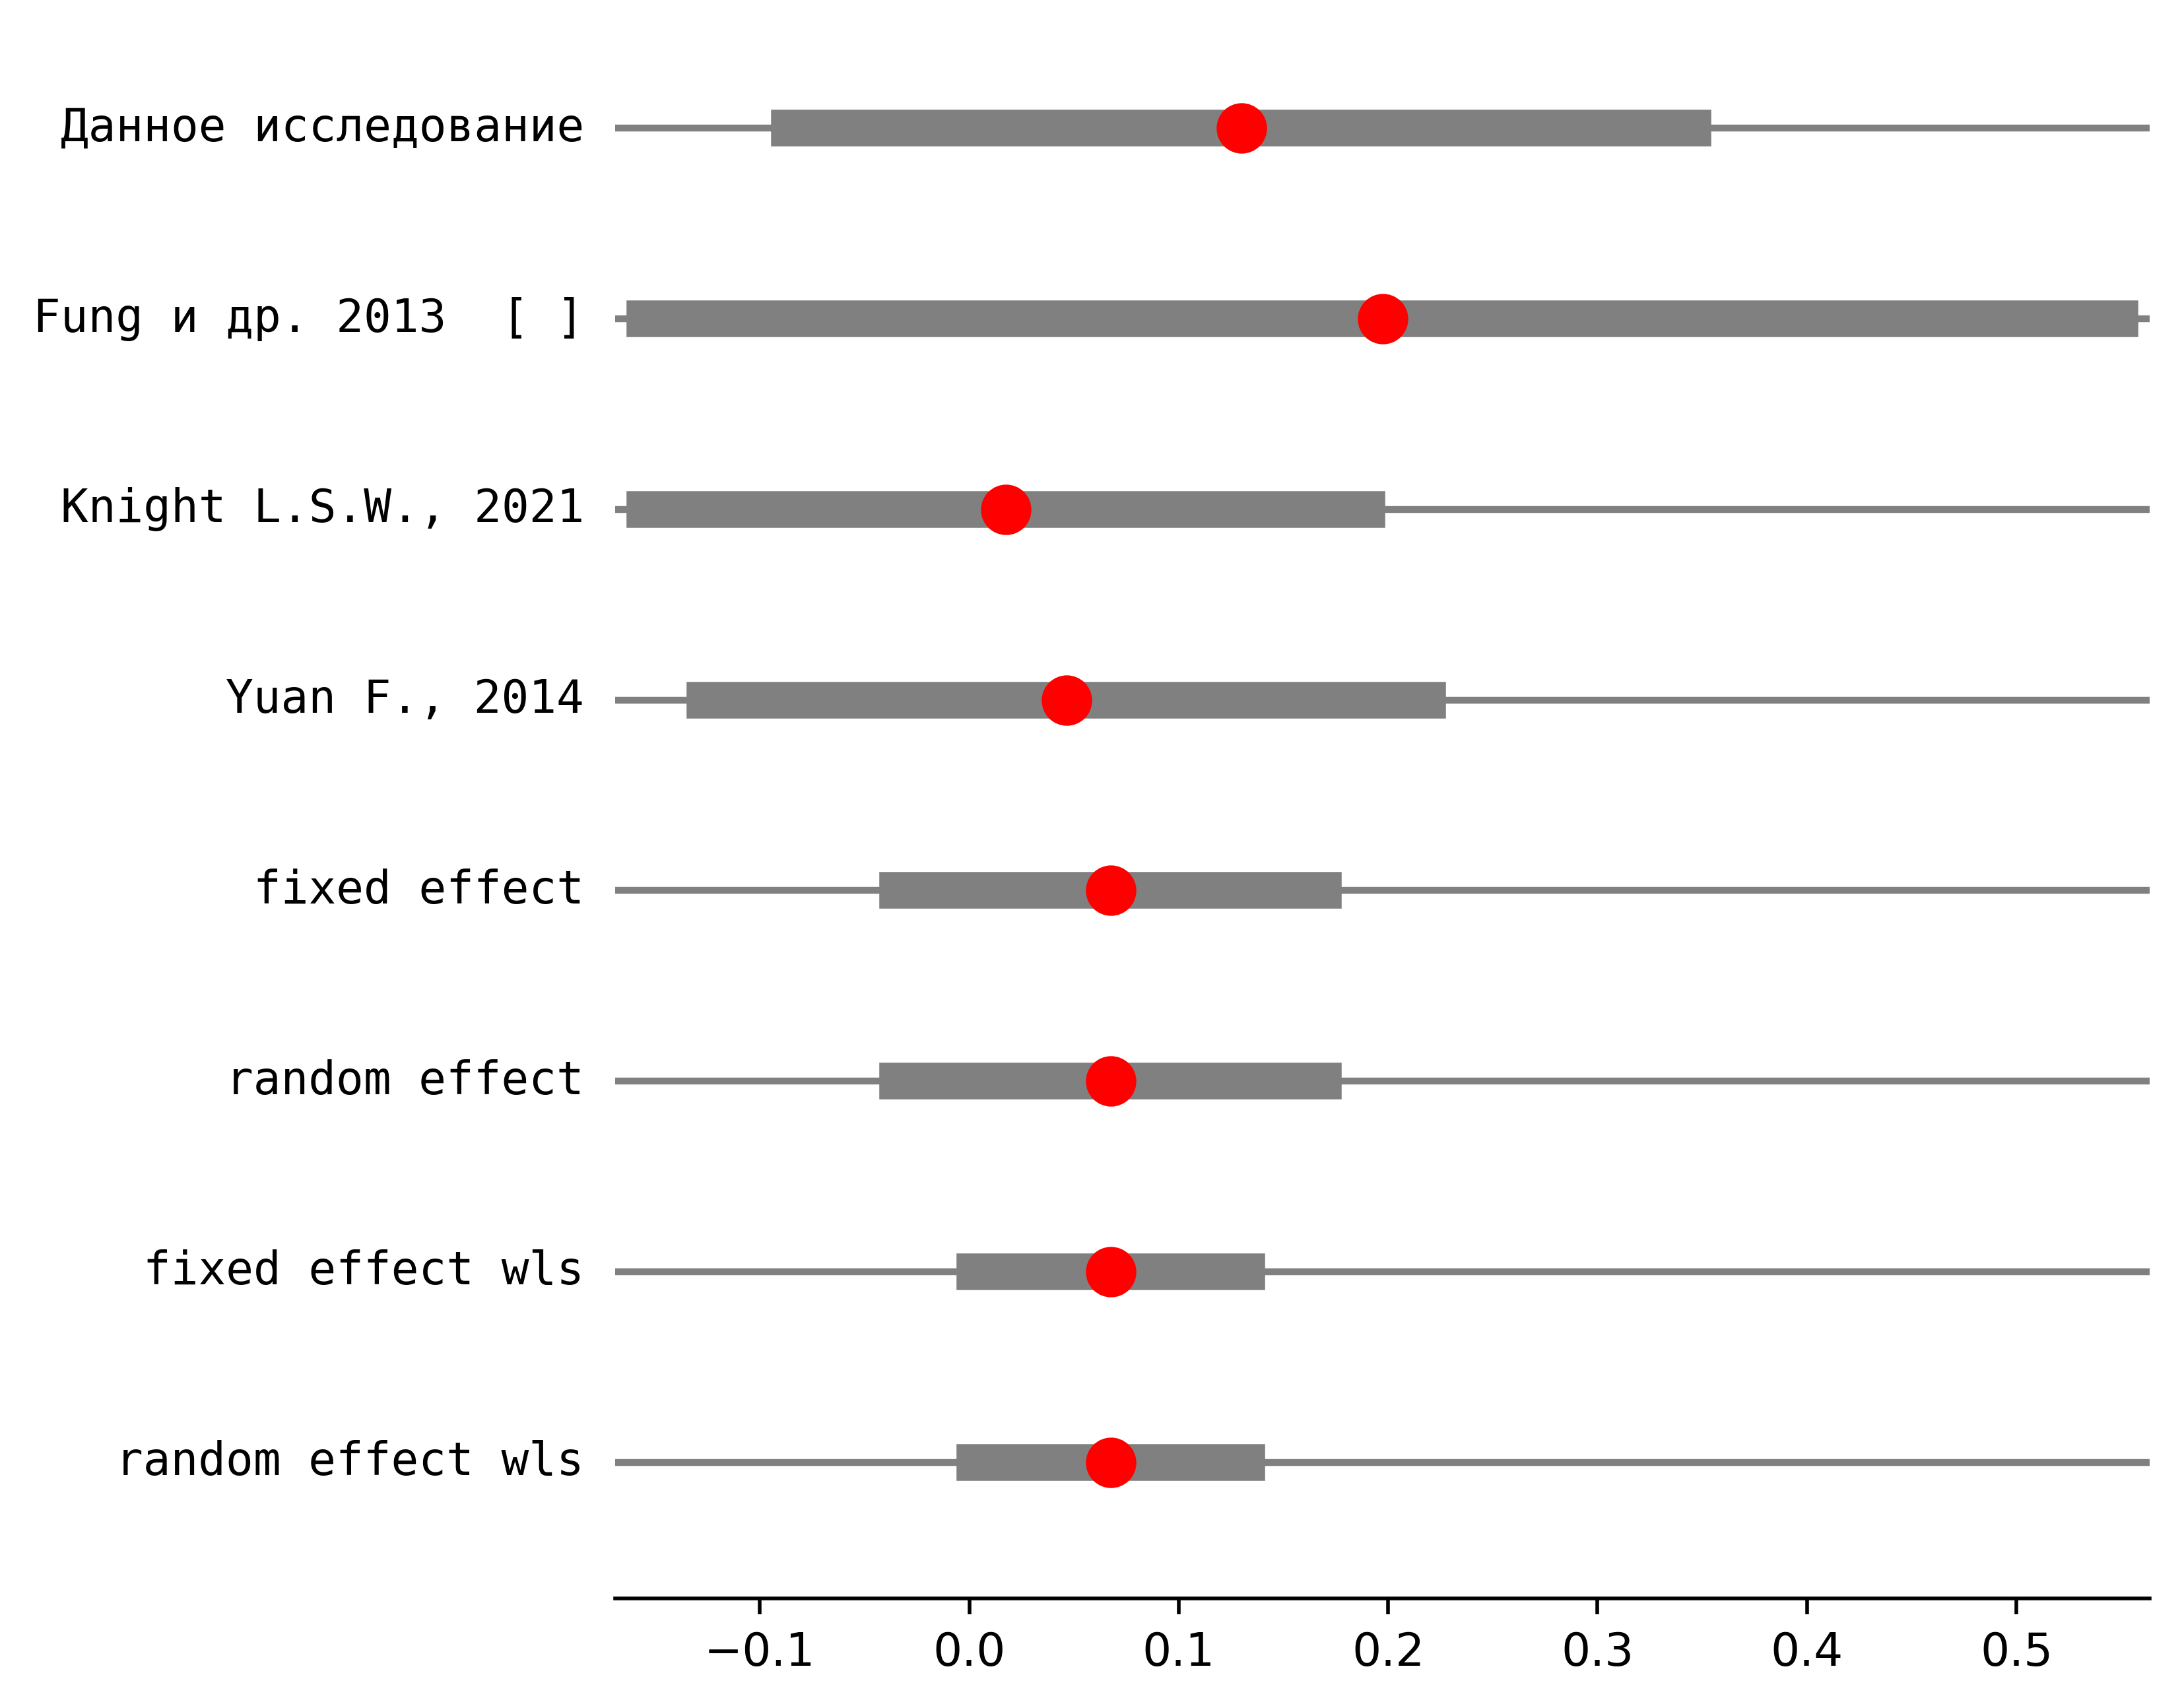 Данное исследование
Fung и др. 2013  [ ]
Knight L.S.W., 2021
Yuan F., 2014
fixed effect
random effect
fixed effect wls
random effect wls
−0.1 0.0 0.1 0.2 0.3 0.4 0.5